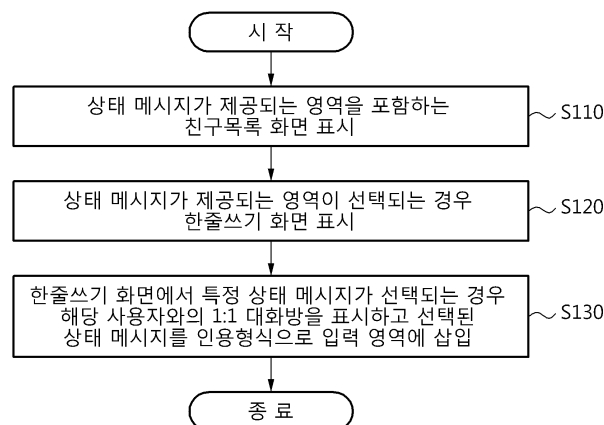 시 작
상태 메시지가 제공되는 영역을 포함하는
친구목록 화면 표시
S110
상태 메시지가 제공되는 영역이 선택되는 경우
한줄쓰기 화면 표시
S120
한줄쓰기 화면에서 특정 상태 메시지가 선택되는 경우
해당 사용자와의 1:1 대화방을 표시하고 선택된
상태 메시지를 인용형식으로 입력 영역에 삽입
S130
종 료